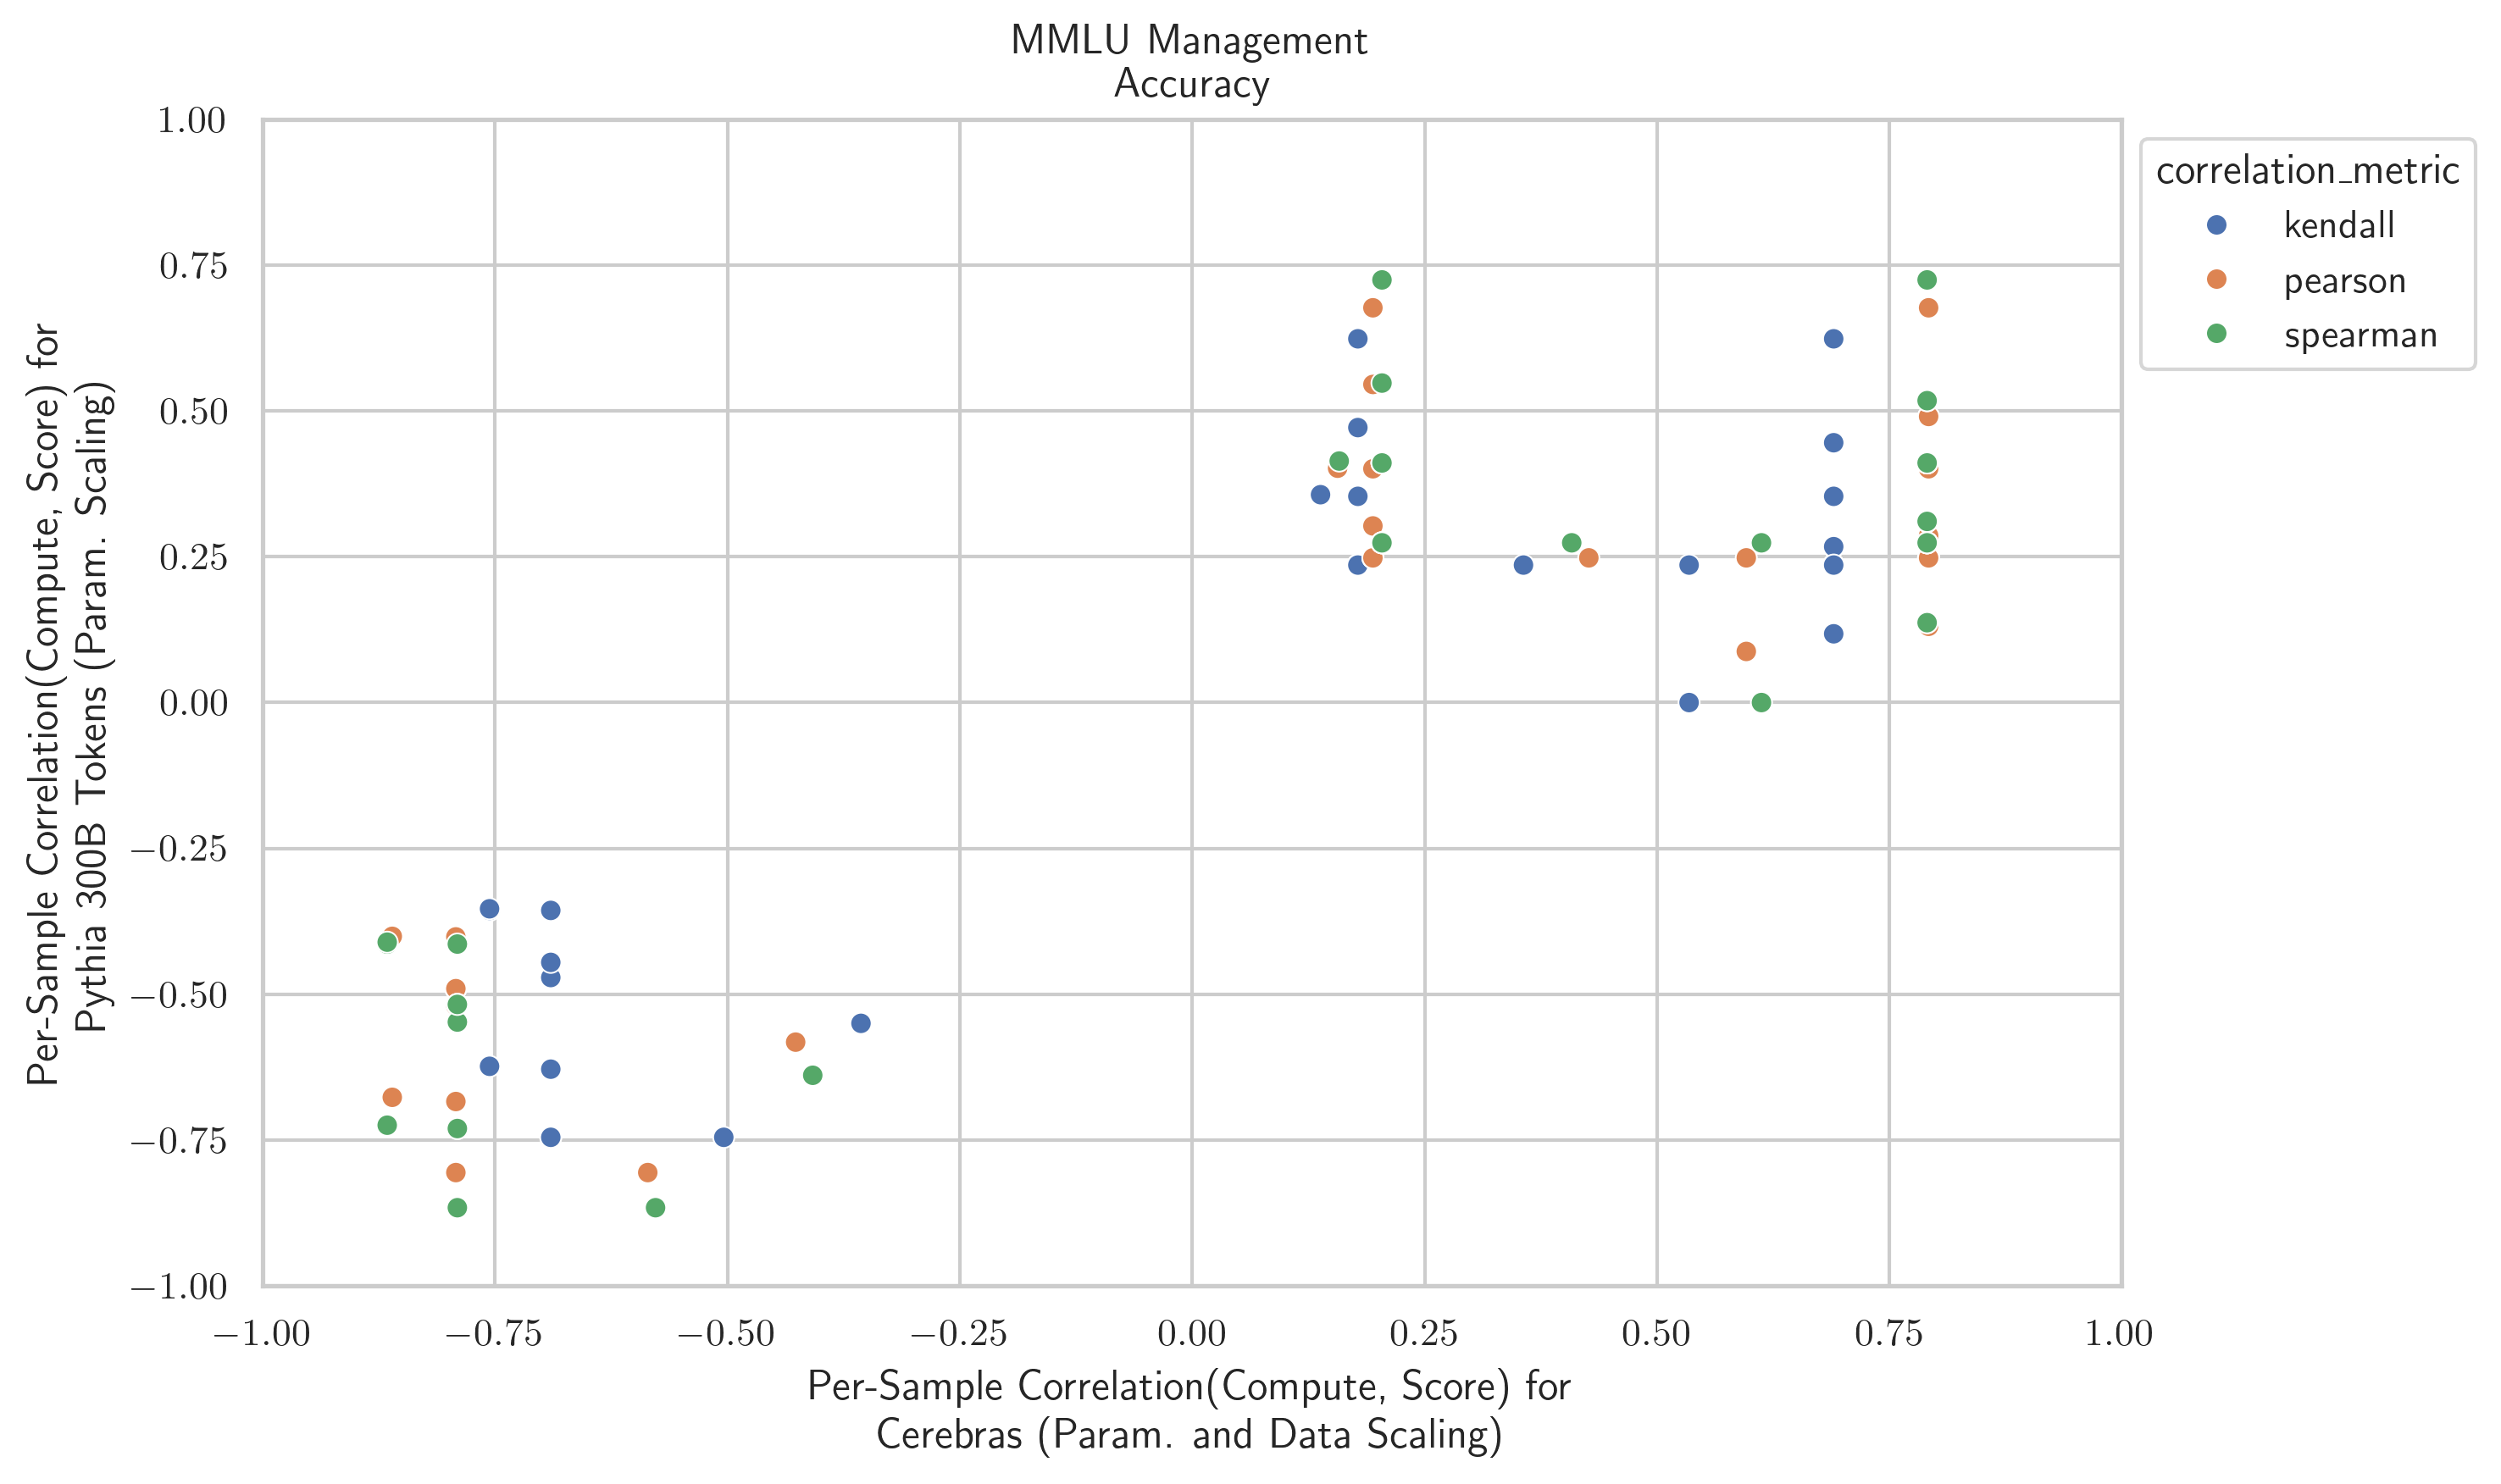 MMLU Management
Accuracy
1.00
0.75
0.50
0.25
0.00
−0.25
−0.50
−0.75
−1.00
Per-Sample Correlation(Compute, Score) for
Pythia 300B Tokens (Param. Scaling)
−1.00 −0.75 −0.50 −0.25 0.00 0.25 0.50 0.75 1.00
Per-Sample Correlation(Compute, Score) for
Cerebras (Param. and Data Scaling)
correlation_metric
kendall
pearson
spearman